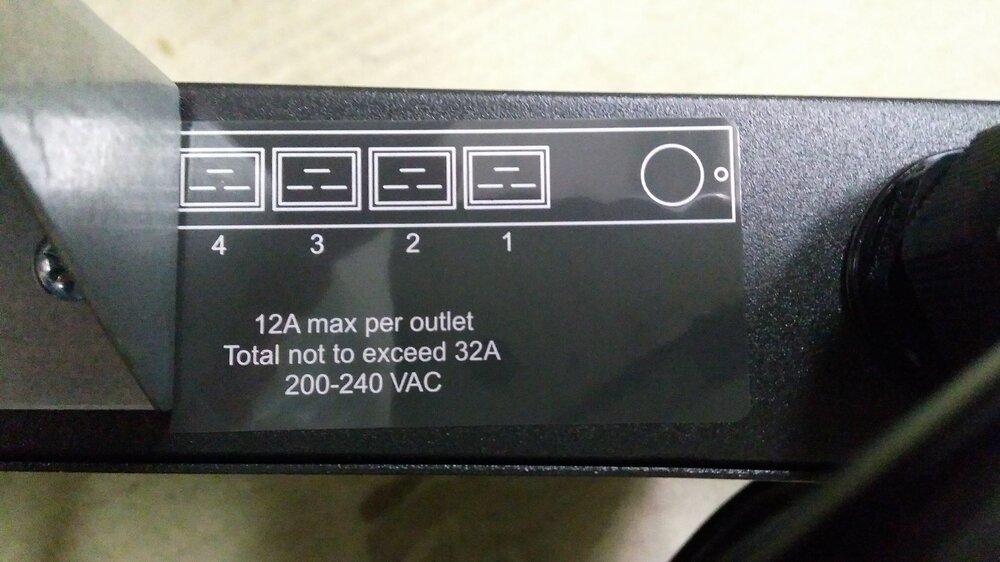 4 3 2 1
12A max per outlet
Total not to exceed 32A
200-240 VAC